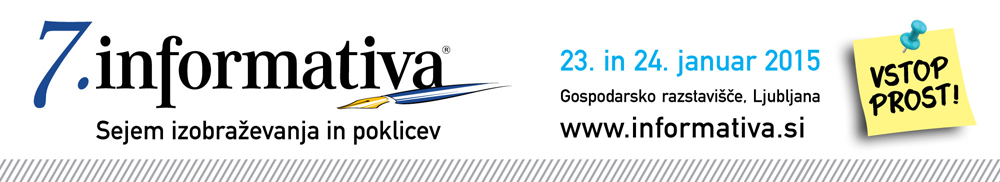 7.informativa®
Sejem izobraževanja in poklicev
23. in 24. januar 2015
Gospodarsko razstavišče, Ljubljana
www.informativa.si
VSTOP
PROST!